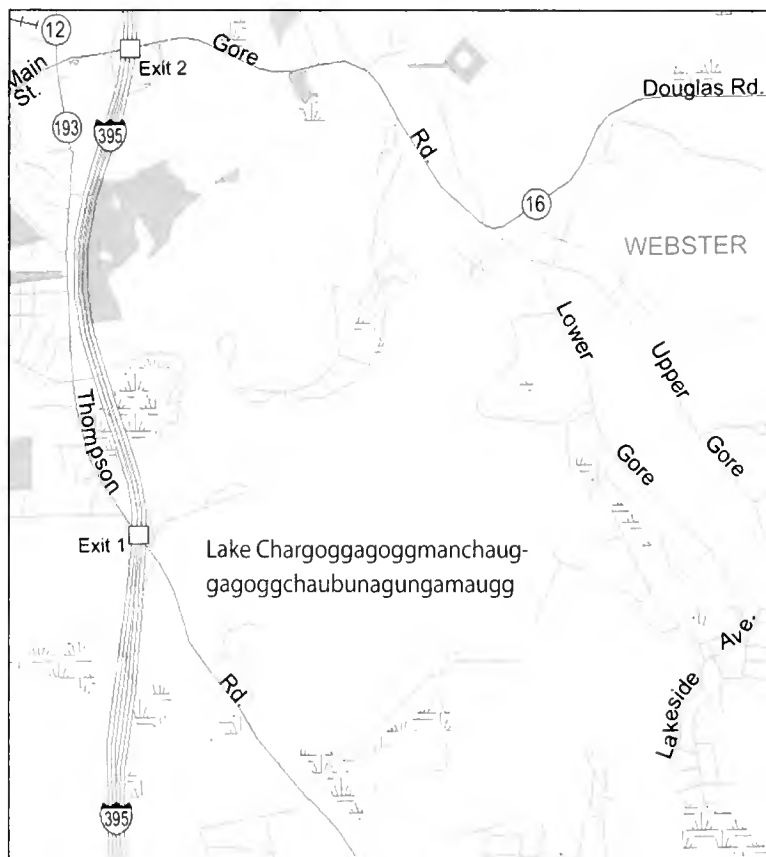 12
Main
St.
Exit 2
Gore
Rd.
Douglas Rd.
193
395
16
WEBSTER
Lower
Gore
Upper
Gore
Thompson
Rd.
Exit 1
Lake Chargoggagoggmanchaug-
gagoggchaubunagungamaugg
Lakeside
Ave.
395